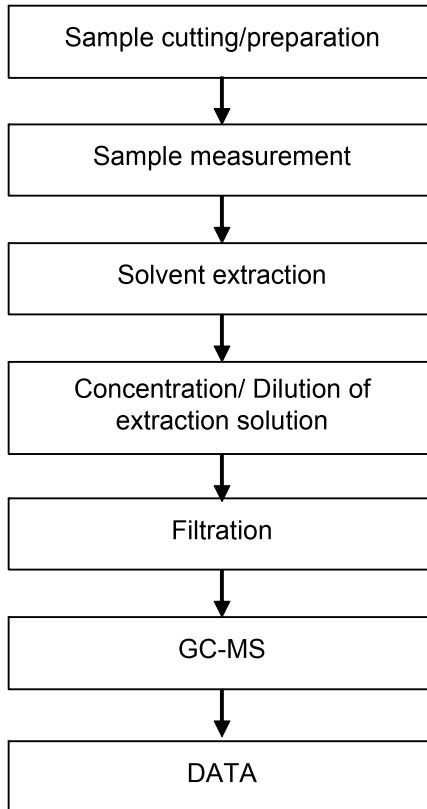 Sample cutting/preparation
Sample measurement
Solvent extraction
Concentration/ Dilution of
extraction solution
Filtration
GC-MS
DATA